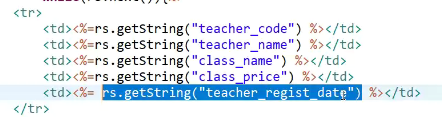 <tr>
<td><%=rs.getString("teacher_code") %></td>
<td><%=rs.getString("teacher_name") %></td>
<td><%=rs.getString("class_name") %></td>
<td><%=rs.getString("class_price") %></td>
<td><%= rs.getString("teacher_regist_date") %></td>
</tr>